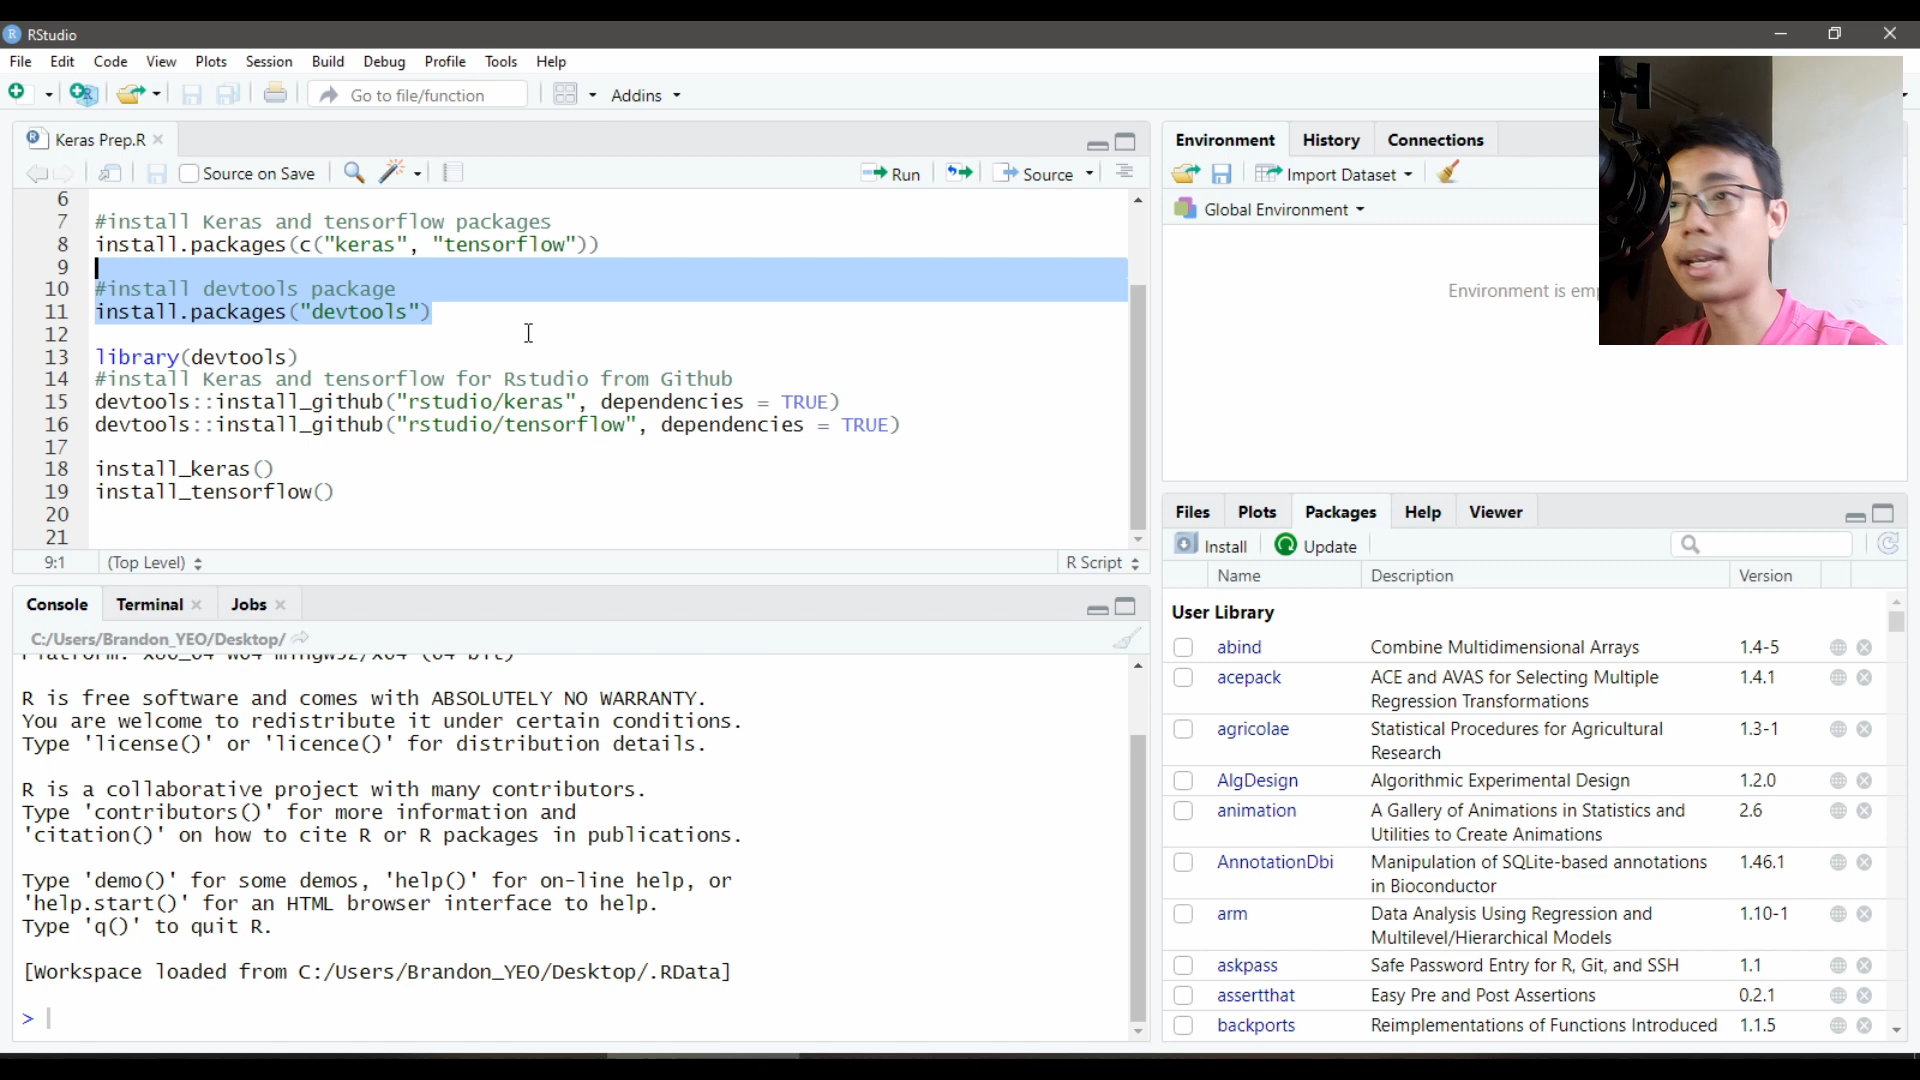 RStudio
File Edit Code View Plots Session Build Debug Profile Tools Help
Go to file/function Addins
Keras Prep.R
Source on Save Run Source
6
7 #install Keras and tensorflow packages
8 install.packages(c("keras", "tensorflow"))
9
10 #install devtools package
11 install.packages("devtools")
12
13 library(devtools)
14 #install Keras and tensorflow for Rstudio from Github
15 devtools::install_github("rstudio/keras", dependencies = TRUE)
16 devtools::install_github("rstudio/tensorflow", dependencies = TRUE)
17
18 install_keras()
19 install_tensorflow()
20
21
9:1 (Top Level) R Script
Console Terminal Jobs
C:/Users/Brandon_YEO/Desktop/
R is free software and comes with ABSOLUTELY NO WARRANTY.
You are welcome to redistribute it under certain conditions.
Type 'license()' or 'licence()' for distribution details.
R is a collaborative project with many contributors.
Type 'contributors()' for more information and
'citation()' on how to cite R or R packages in publications.
Type 'demo()' for some demos, 'help()' for on-line help, or
'help.start()' for an HTML browser interface to help.
Type 'q()' to quit R.
[Workspace loaded from C:/Users/Brandon_YEO/Desktop/.RData]
>
Environment History Connections
Import Dataset
Global Environment
Environment is em
Files Plots Packages Help Viewer
Install Update
Name Description Version
User Library
abind Combine Multidimensional Arrays 1.4-5
acepack ACE and AVAS for Selecting Multiple 1.4.1
Regression Transformations
agricolae Statistical Procedures for Agricultural 1.3-1
Research
AlgDesign Algorithmic Experimental Design 1.2.0
animation A Gallery of Animations in Statistics and 2.6
Utilities to Create Animations
AnnotationDbi Manipulation of SQLite-based annotations 1.46.1
in Bioconductor
arm Data Analysis Using Regression and 1.10-1
Multilevel/Hierarchical Models
askpass Safe Password Entry for R, Git, and SSH 1.1
assertthat Easy Pre and Post Assertions 0.2.1
backports Reimplementations of Functions Introduced 1.1.5